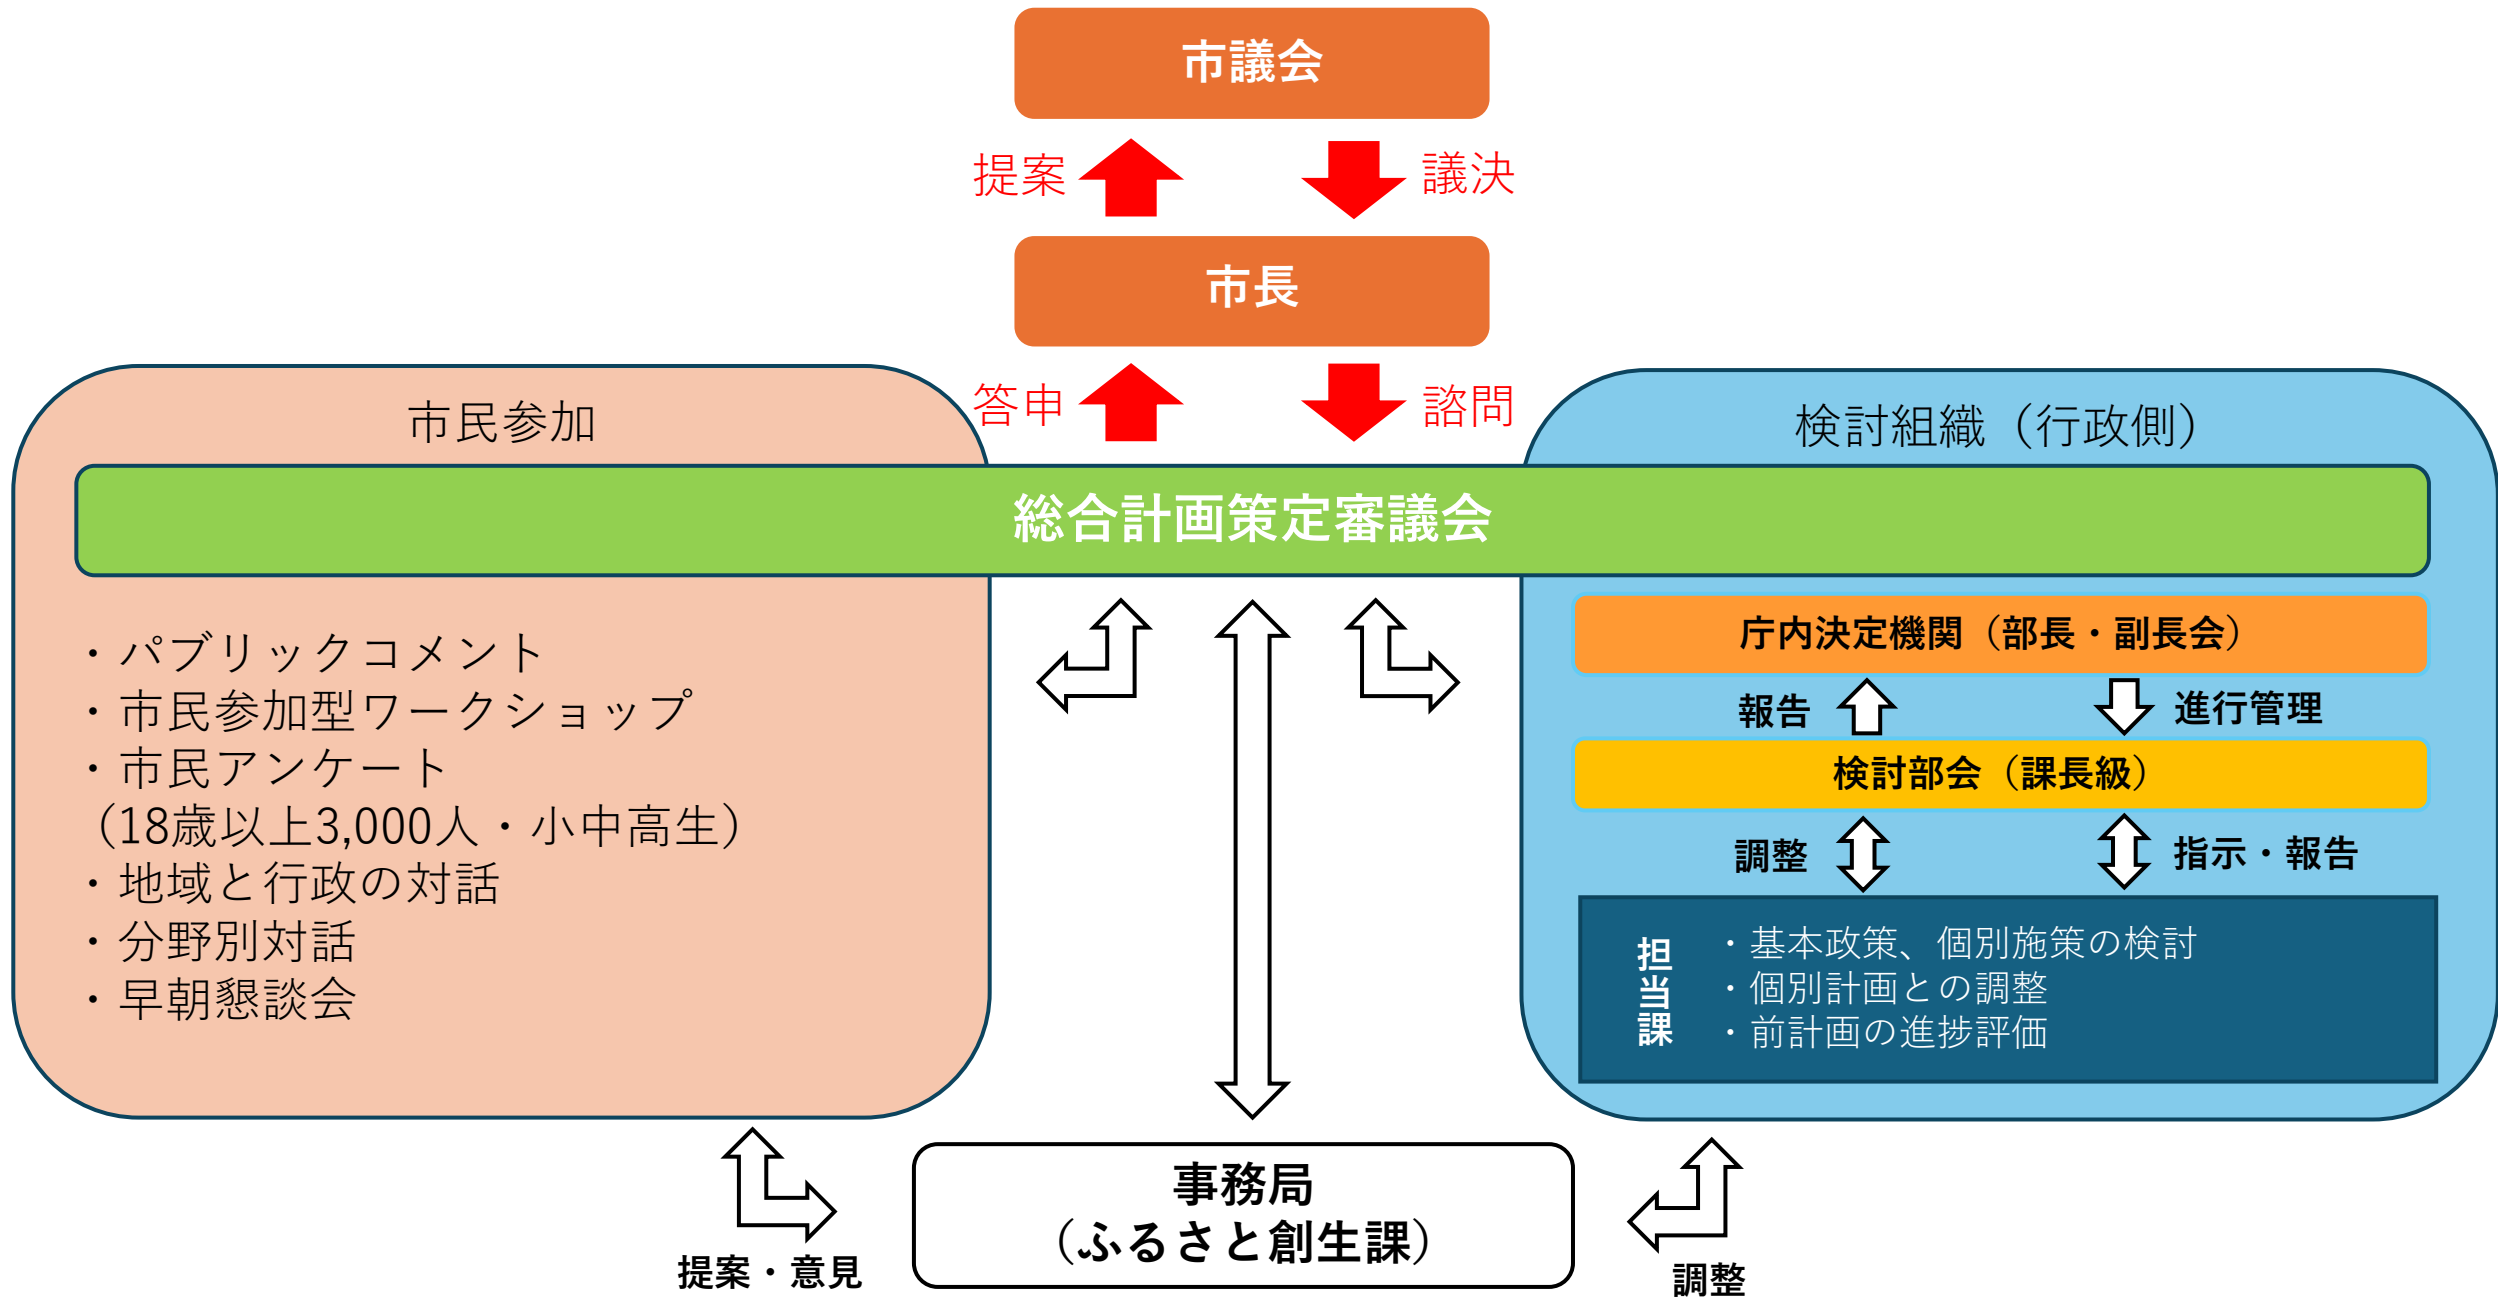 市議会
提案
議決
市長
答申
諮問
市民参加
検討組織（行政側）
総合計画策定審議会
・パブリックコメント
・市民参加型ワークショップ
・市民アンケート
（18歳以上3,000人・小中高生）
・地域と行政の対話
・分野別対話
・早朝懇談会
庁内決定機関（部長・副長会）
報告
進行管理
検討部会（課長級）
調整
指示・報告
担当課
・基本政策、個別施策の検討
・個別計画との調整
・前計画の進捗評価
事務局
（ふるさと創生課）
提案・意見
調整